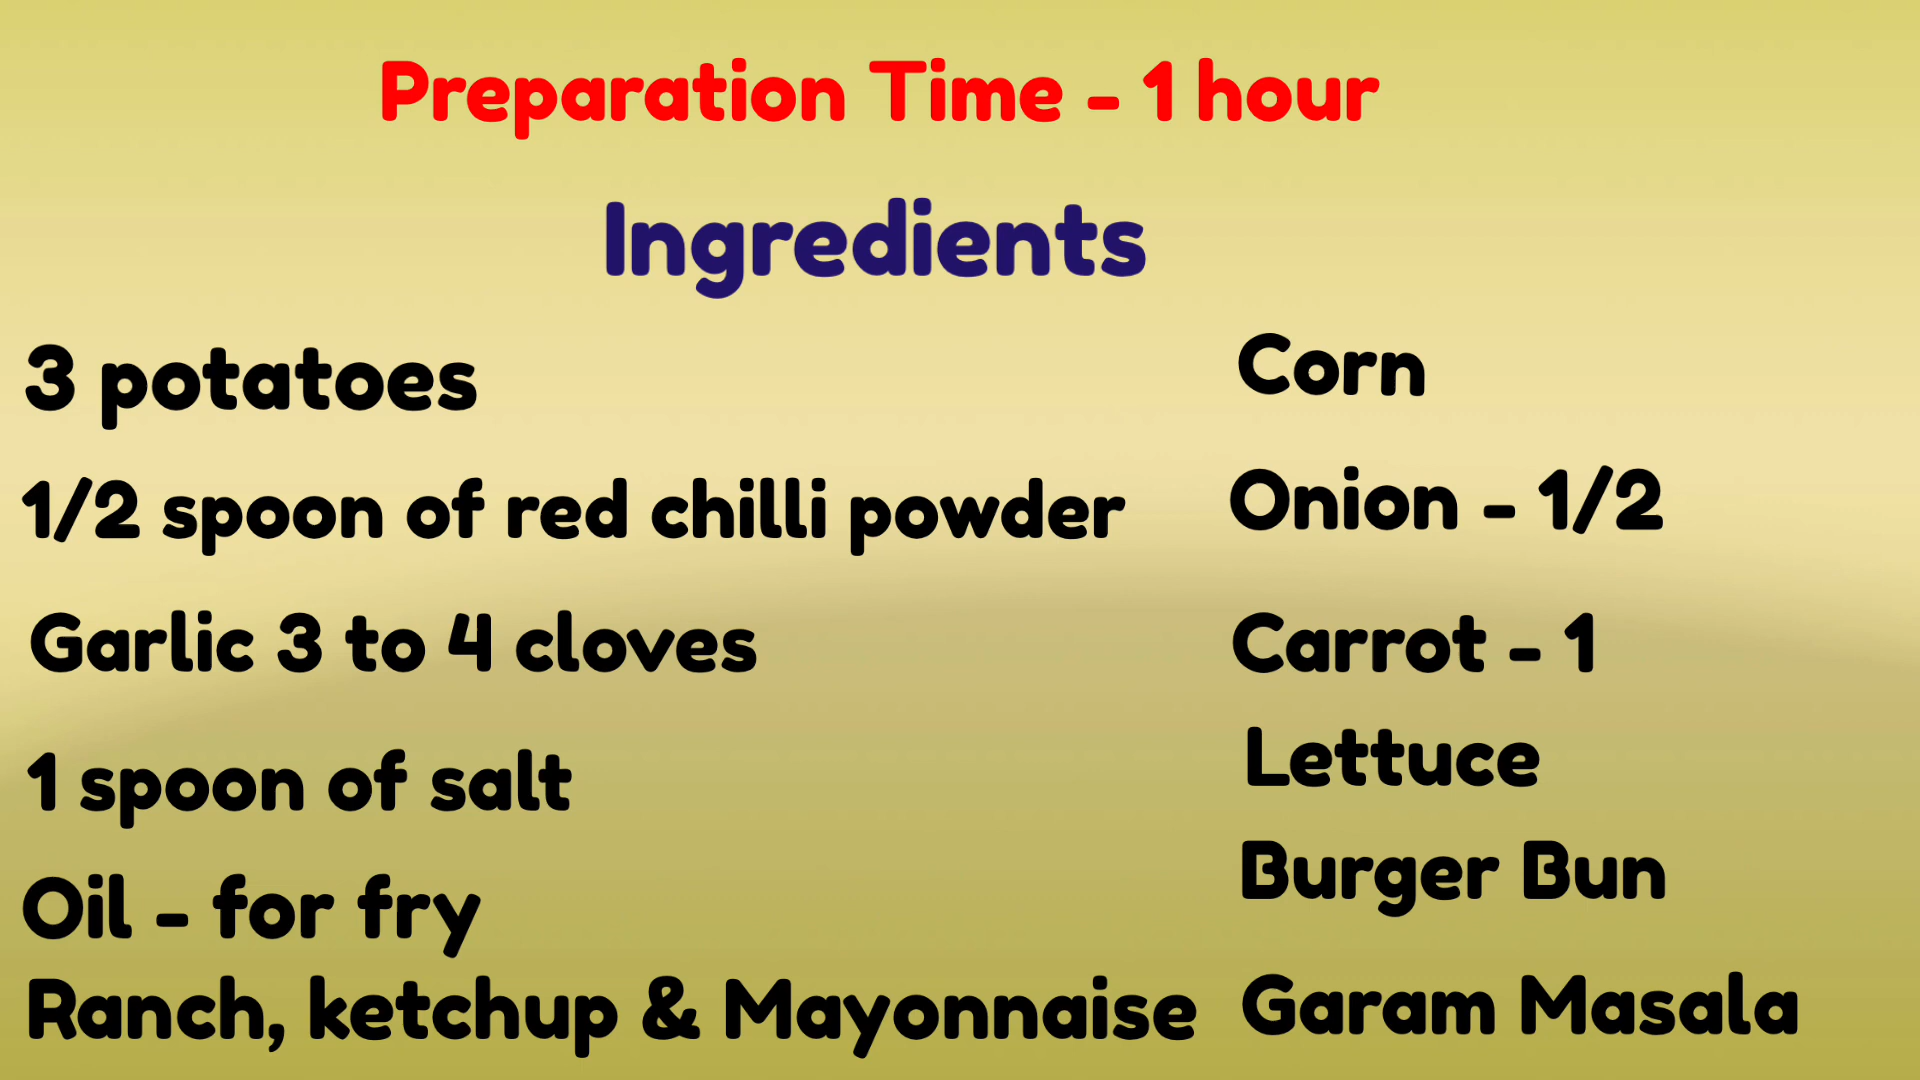 Preparation Time - 1 hour
Ingredients
3 potatoes
1/2 spoon of red chilli powder
Garlic 3 to 4 cloves
1 spoon of salt
Oil - for fry
Ranch, ketchup & Mayonnaise
Corn
Onion - 1/2
Carrot - 1
Lettuce
Burger Bun
Garam Masala